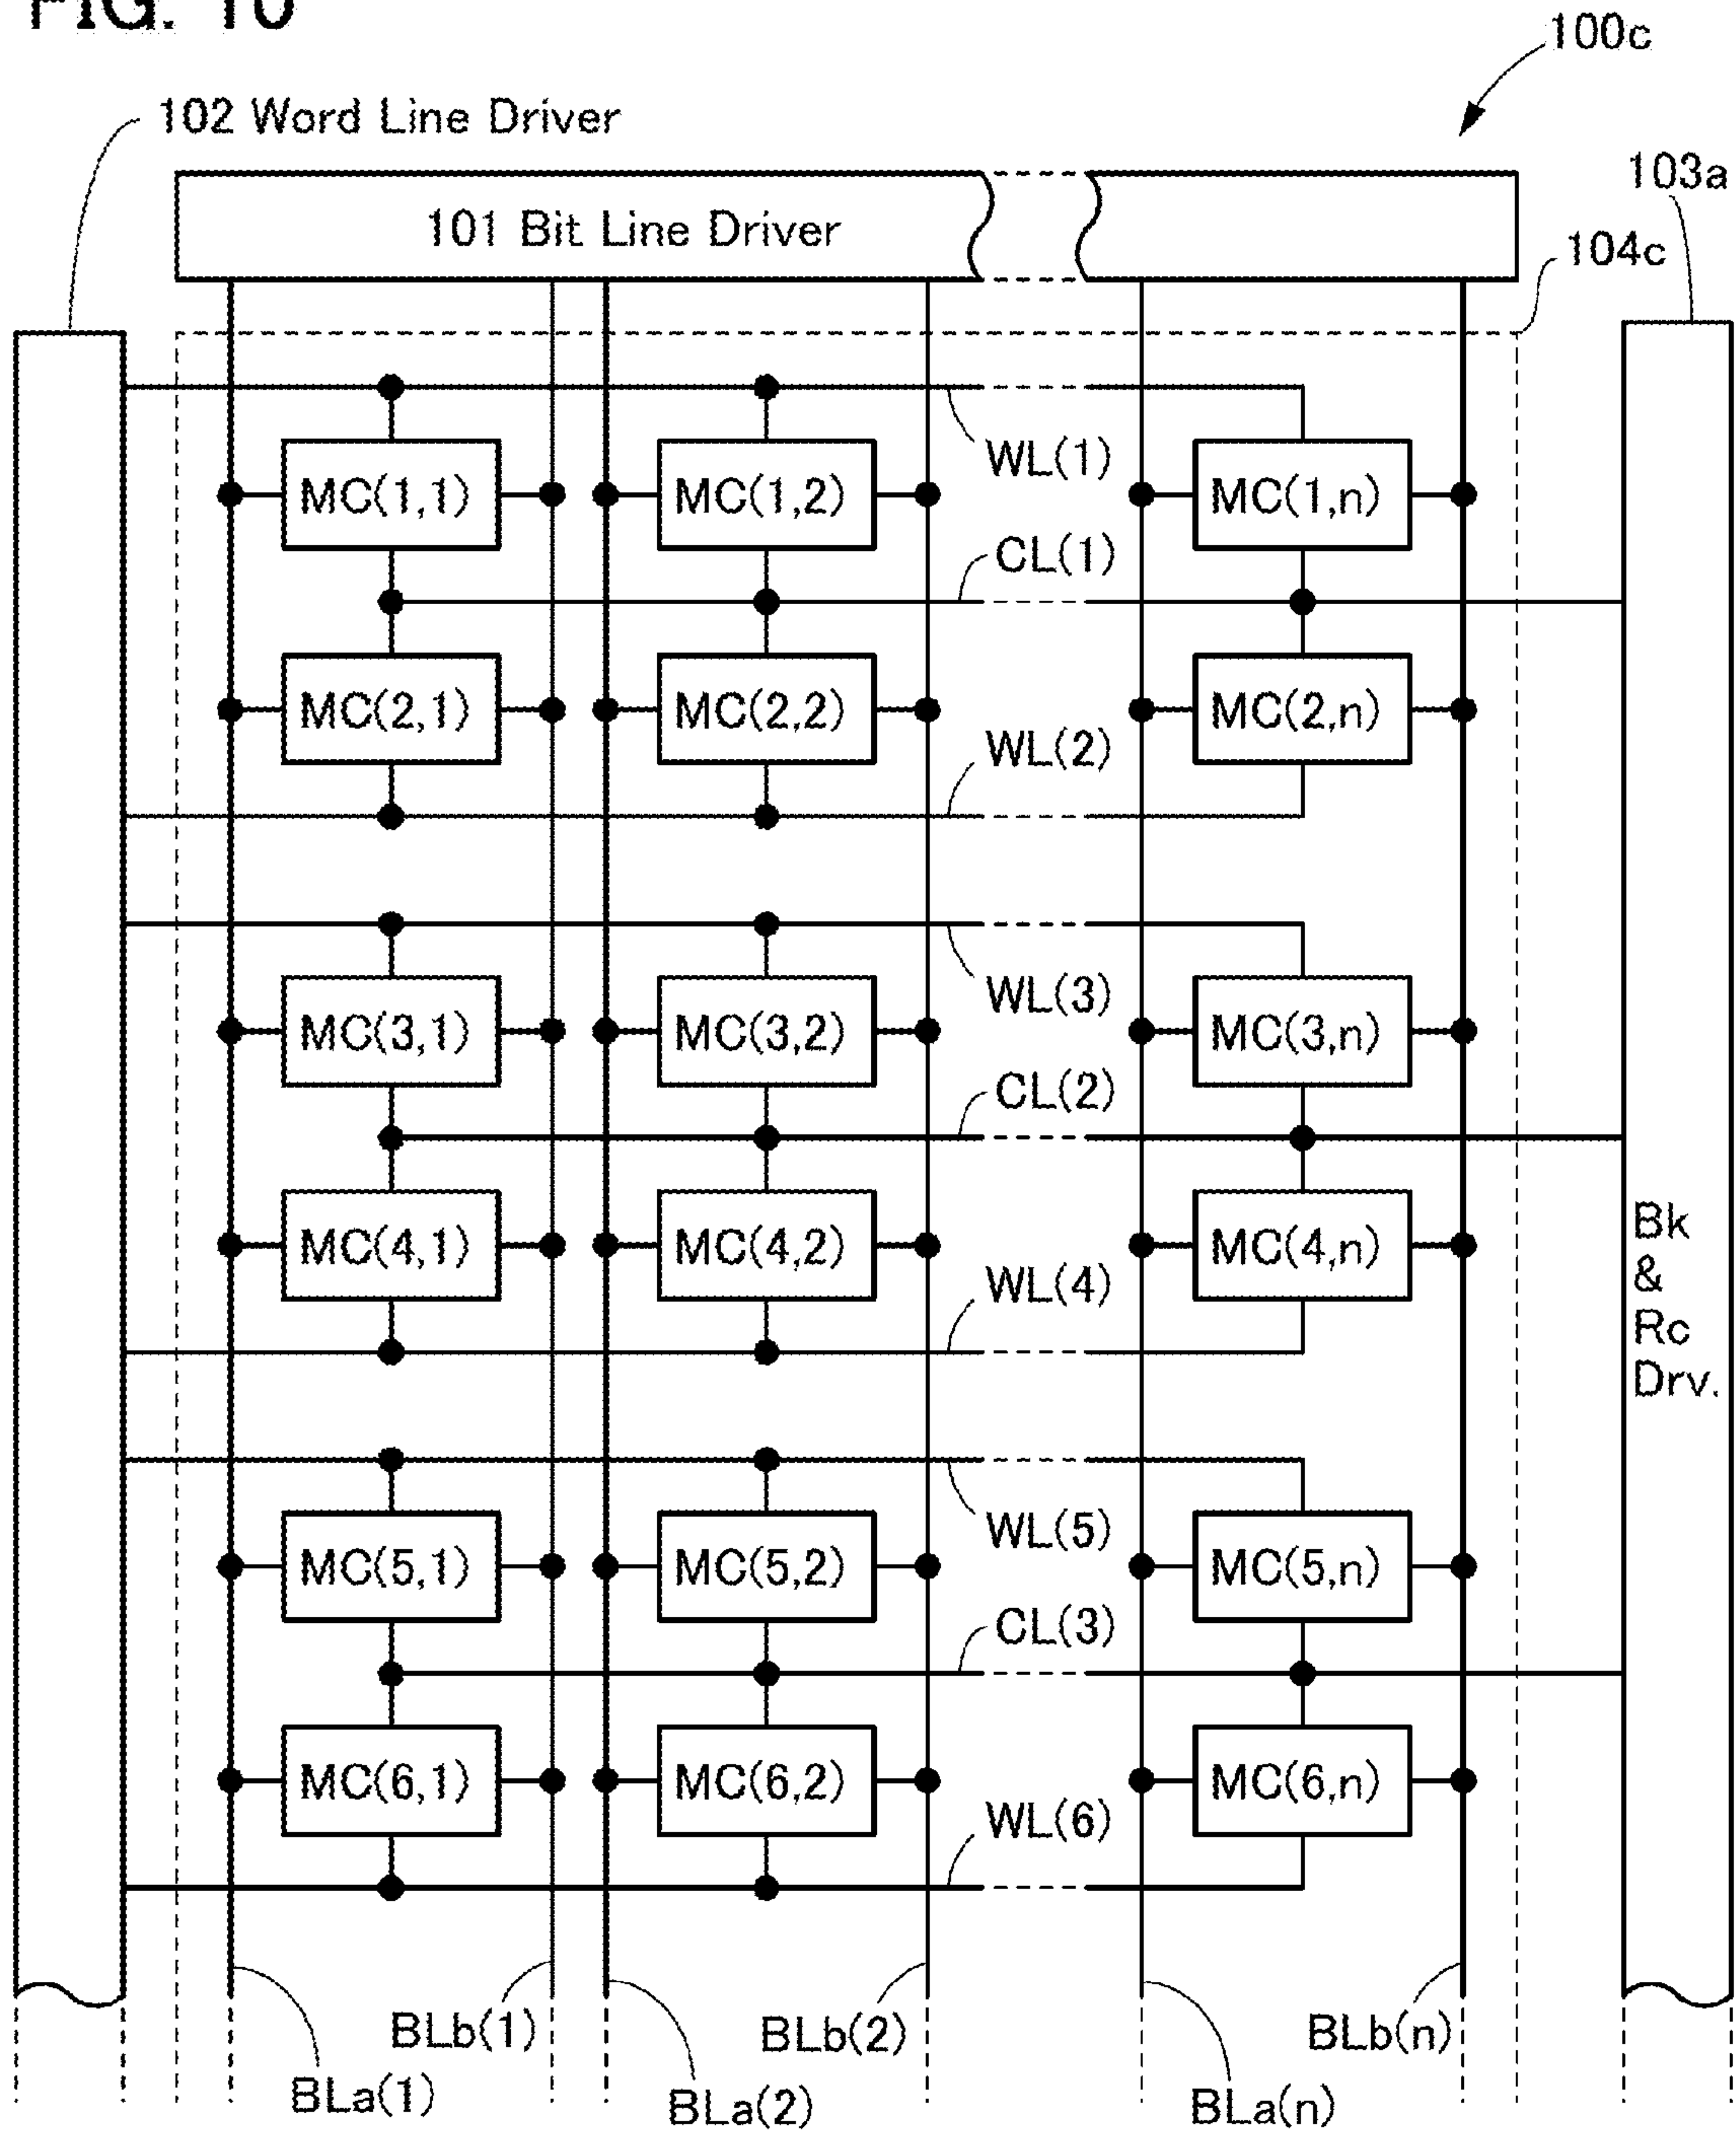 FIG. 10
100c
102 Word Line Driver
103a
101 Bit Line Driver
104c
WL(1)
MC(1,1)
MC(1,2)
MC(1,n)
CL(1)
MC(2,1)
MC(2,2)
MC(2,n)
WL(2)
WL(3)
MC(3,1)
MC(3,2)
MC(3,n)
CL(2)
MC(4,1)
MC(4,2)
MC(4,n)
WL(4)
Bk
&
Rc
Drv.
WL(5)
MC(5,1)
MC(5,2)
MC(5,n)
CL(3)
MC(6,1)
MC(6,2)
MC(6,n)
WL(6)
BLb(1)
BLb(2)
BLb(n)
BLa(1)
BLa(2)
BLa(n)